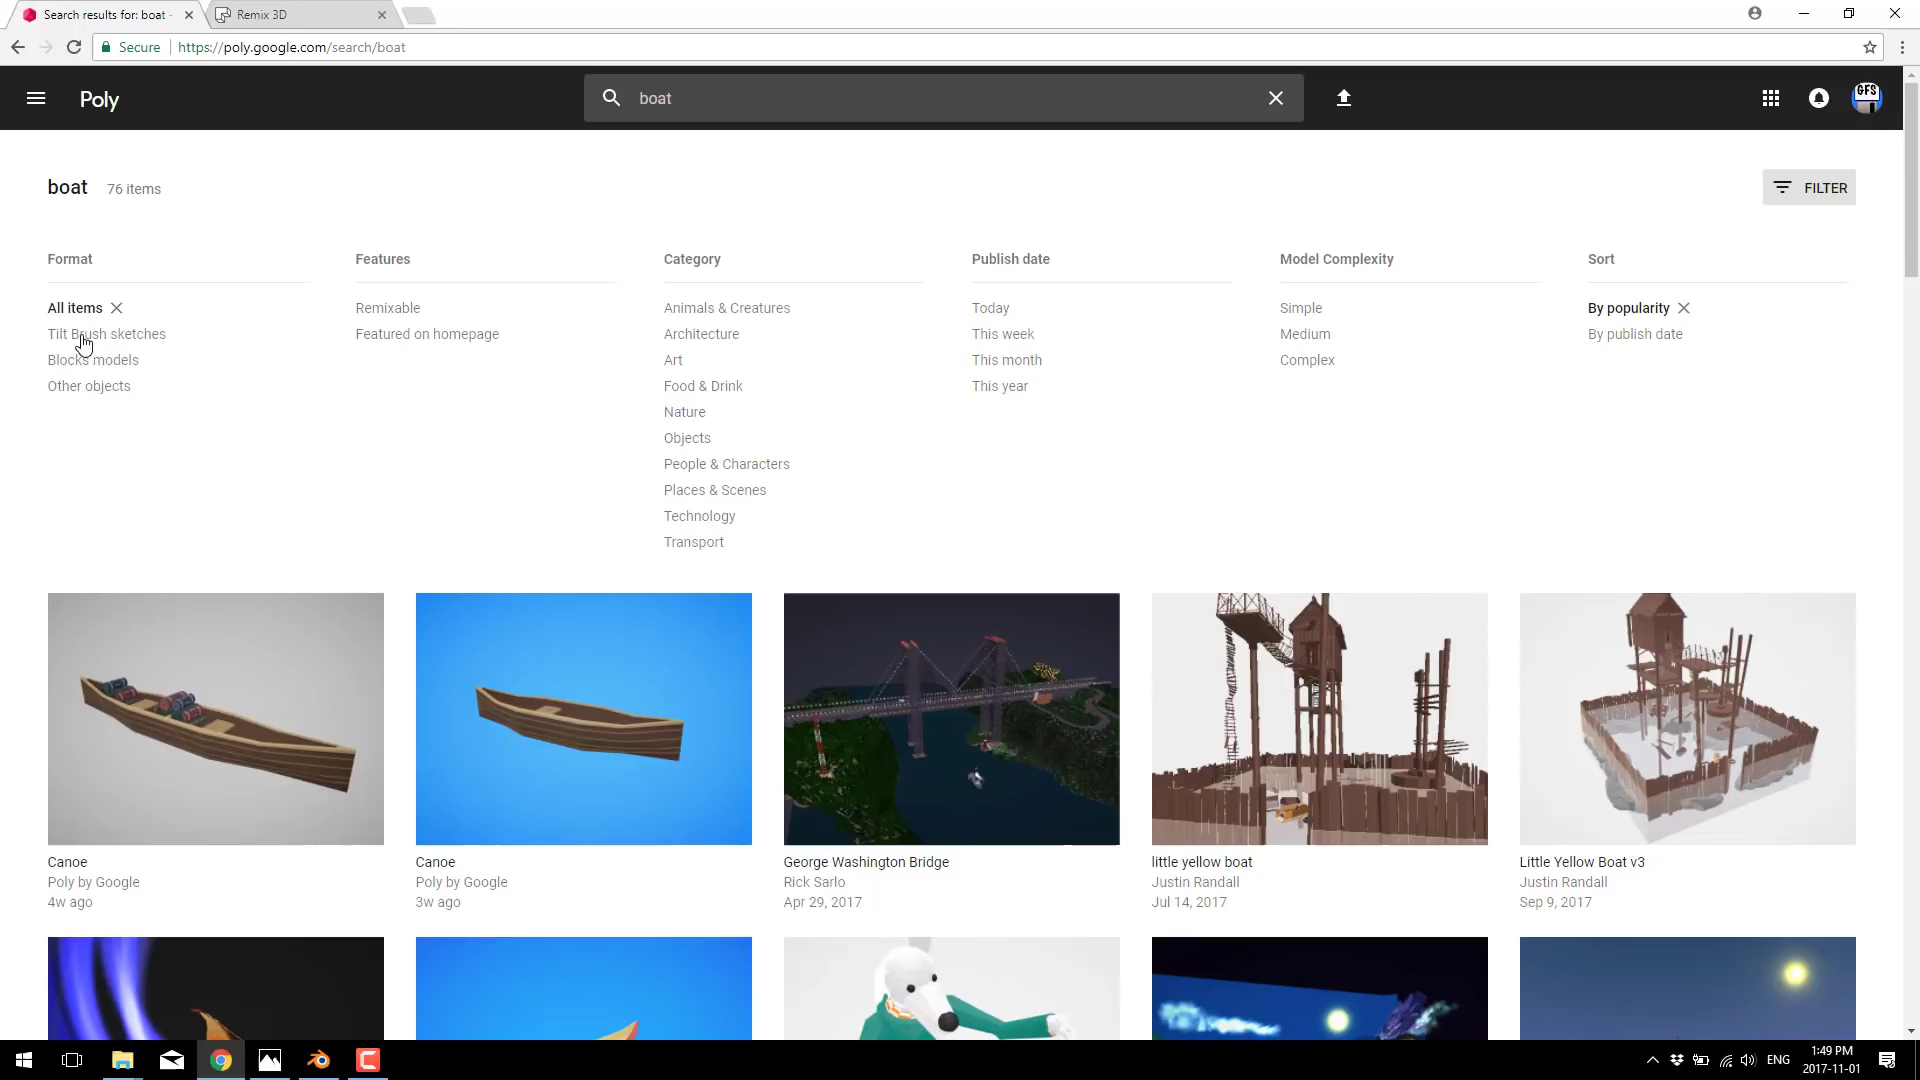 Search results for: boat -
Remix 3D
Secure https://poly.google.com/search/boat
Poly
boat
GFS
boat 76 items
FILTER
Format
All items
Tilt Brush sketches
Blocks models
Other objects
Features
Remixable
Featured on homepage
Category
Animals & Creatures
Architecture
Art
Food & Drink
Nature
Objects
People & Characters
Places & Scenes
Technology
Transport
Publish date
Today
This week
This month
This year
Model Complexity
Simple
Medium
Complex
Sort
By popularity
By publish date
Canoe
Poly by Google
4w ago
Canoe
Poly by Google
3w ago
George Washington Bridge
Rick Sarlo
Apr 29, 2017
little yellow boat
Justin Randall
Jul 14, 2017
Little Yellow Boat v3
Justin Randall
Sep 9, 2017
ENG
1:49 PM
2017-11-01